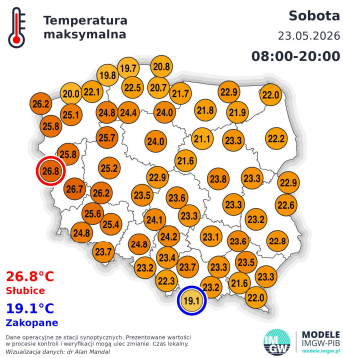 Temperatura
maksymalna
Sobota
23.05.2026
08:00-20:00
19.8 19.7 20.8
26.2 20.0 22.1 22.5 20.7 21.7 22.9 22.0
25.8 25.1 24.8 24.4 24.0 21.8 21.9
25.7 24.0 21.1 23.3 22.2
25.8 21.6
26.8 25.2 22.9 23.8 23.3 22.9
26.7 26.2 23.5 23.6 23.3 22.6
25.6 25.4 24.1 23.3 23.2
24.8 24.2 23.1 23.6 22.8
23.7 24.8 23.4
23.2 23.7 23.3 23.5 23.3
22.3 23.2 21.6 22.0
19.1
26.8°C
Słubice
19.1°C
Zakopane
Dane operacyjne ze stacji synoptycznych. Prezentowane wartości
w procesie kontroli i weryfikacji mogą ulec zmianie. Czas lokalny.
Wizualizacja danych: dr Alan Mandal
IM
GW
MODELE
IMGW-PIB
modele.imgw.pl